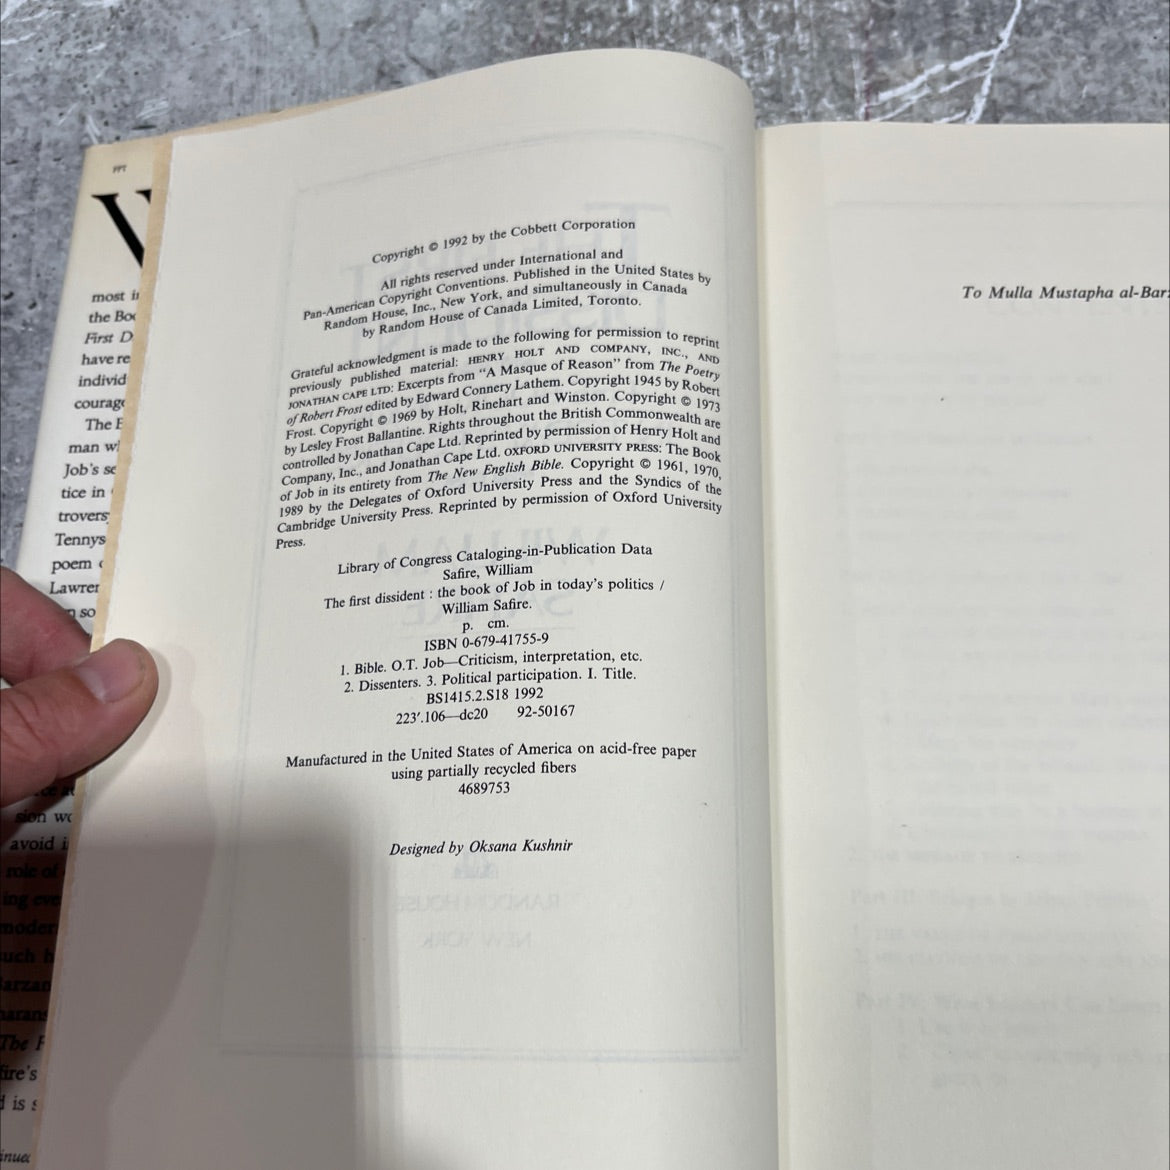 most
the
First
have
individ
courag
The
man
Job's
tice in
trovers
Tennys
poem
Lawrer
so
sion
avoid
role of
ing eve
moder
such
The
fire's
is
Copyright © 1992 by the Cobbett Corporation
All rights reserved under International and
Pan-American Copyright Conventions. Published in the United States by
Random House, Inc., New York, and simultaneously in Canada
by Random House of Canada Limited, Toronto.
Grateful acknowledgment is made to the following for permission to reprint
previously published material: HENRY HOLT AND COMPANY, INC., AND
JONATHAN CAPE LTD: Excerpts from “A Masque of Reason” from The Poetry
of Robert Frost edited by Edward Connery Lathem. Copyright 1945 by Robert
Frost. Copyright © 1969 by Holt, Rinehart and Winston. Copyright © 1973
by Lesley Frost Ballantine. Rights throughout the British Commonwealth are
controlled by Jonathan Cape Ltd. Reprinted by permission of Henry Holt and
Company, Inc., and Jonathan Cape Ltd. OXFORD UNIVERSITY PRESS: The Book
of Job in its entirety from The New English Bible. Copyright © 1961, 1970,
1989 by the Delegates of Oxford University Press and the Syndics of the
Cambridge University Press. Reprinted by permission of Oxford University
Press.
Library of Congress Cataloging-in-Publication Data
Safire, William
The first dissident : the book of Job in today's politics /
William Safire.
p. cm.
ISBN 0-679-41755-9
1. Bible. O.T. Job—Criticism, interpretation, etc.
2. Dissenters. 3. Political participation. I. Title.
BS1415.2.S18 1992
223'.106—dc20 92-50167
Manufactured in the United States of America on acid-free paper
using partially recycled fibers
4689753
Designed by Oksana Kushnir
To Mulla Mustapha al-Bar